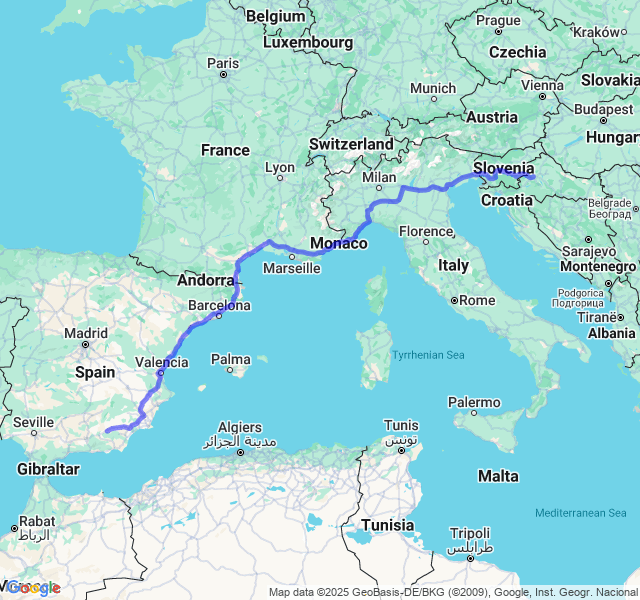 Belgium
Prague
Kraków
Luxembourg
Czechia
Paris
Slovakia
Munich
Vienna
Budapest
Austria
Switzerland
Hungar
France
Lyon
Milan
Slovenia
Croatia
Belgrade
Београд
Monaco
Florence
Marseille
Sarajevo
Andorra
Italy
Montenegro
Podgorica
Подгорица
Barcelona
Rome
Tiranë
Madrid
Albania
Valencia
Palma
Tyrrhenian Sea
Spain
Palermo
Seville
Algiers
مدينة الجزائر
Tunis
تونس
Gibraltar
Malta
Rabat
الرباط
Tunisia
Mediterranean Sea
Tripoli
طرابلس
Google
Map data ©2025 GeoBasis-DE/BKG (©2009), Google, Inst. Geogr. Nacional